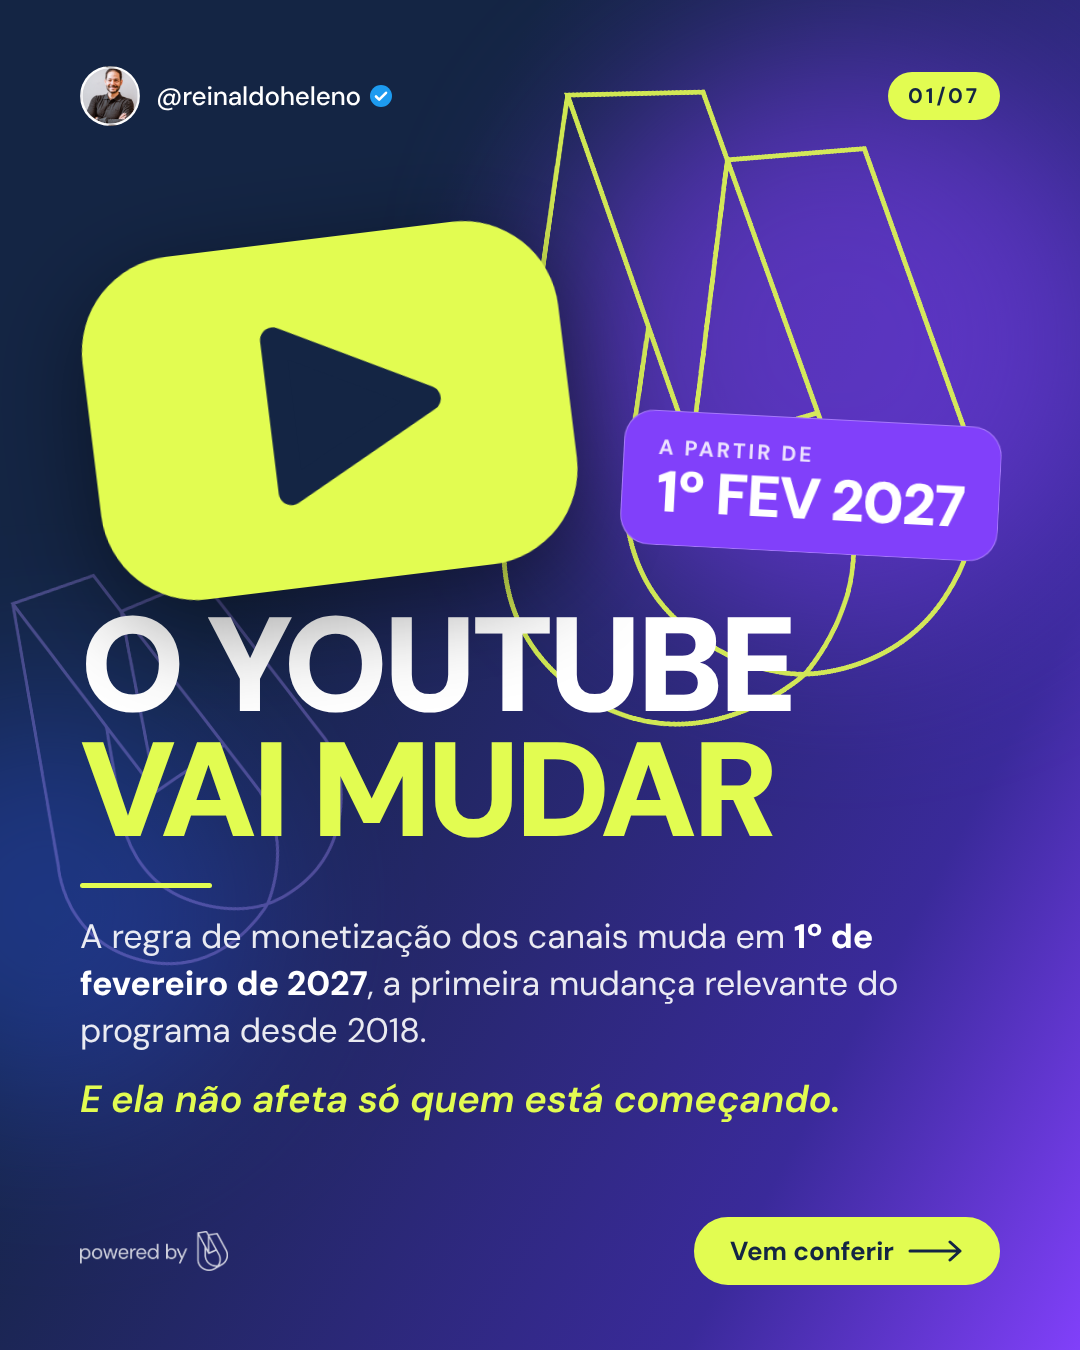 @reinaldoheleno
01/07
A PARTIR DE
1º FEV 2027
O YOUTUBE
VAI MUDAR
A regra de monetização dos canais muda em 1º de
fevereiro de 2027, a primeira mudança relevante do
programa desde 2018.
E ela não afeta só quem está começando.
powered by
Vem conferir